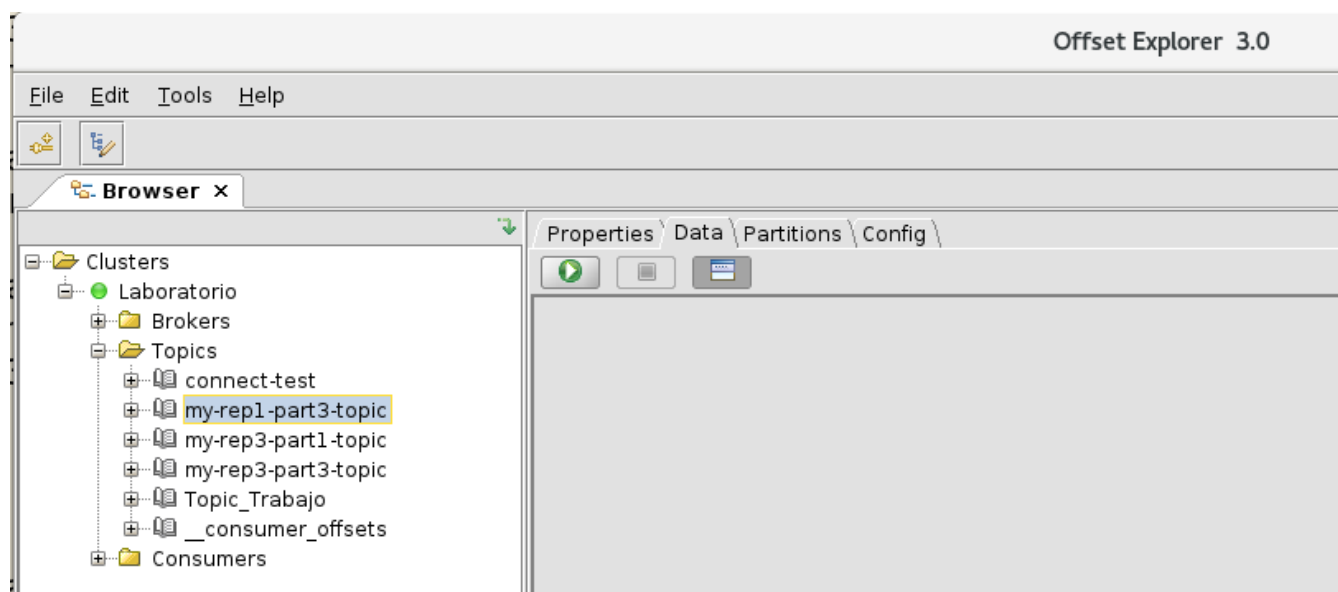 Offset Explorer 3.0
File Edit Tools Help
Browser x
Properties Data Partitions Config
Clusters
Laboratorio
Brokers
Topics
connect-test
my-rep1-part3-topic
my-rep3-part1-topic
my-rep3-part3-topic
Topic_Trabajo
__consumer_offsets
Consumers